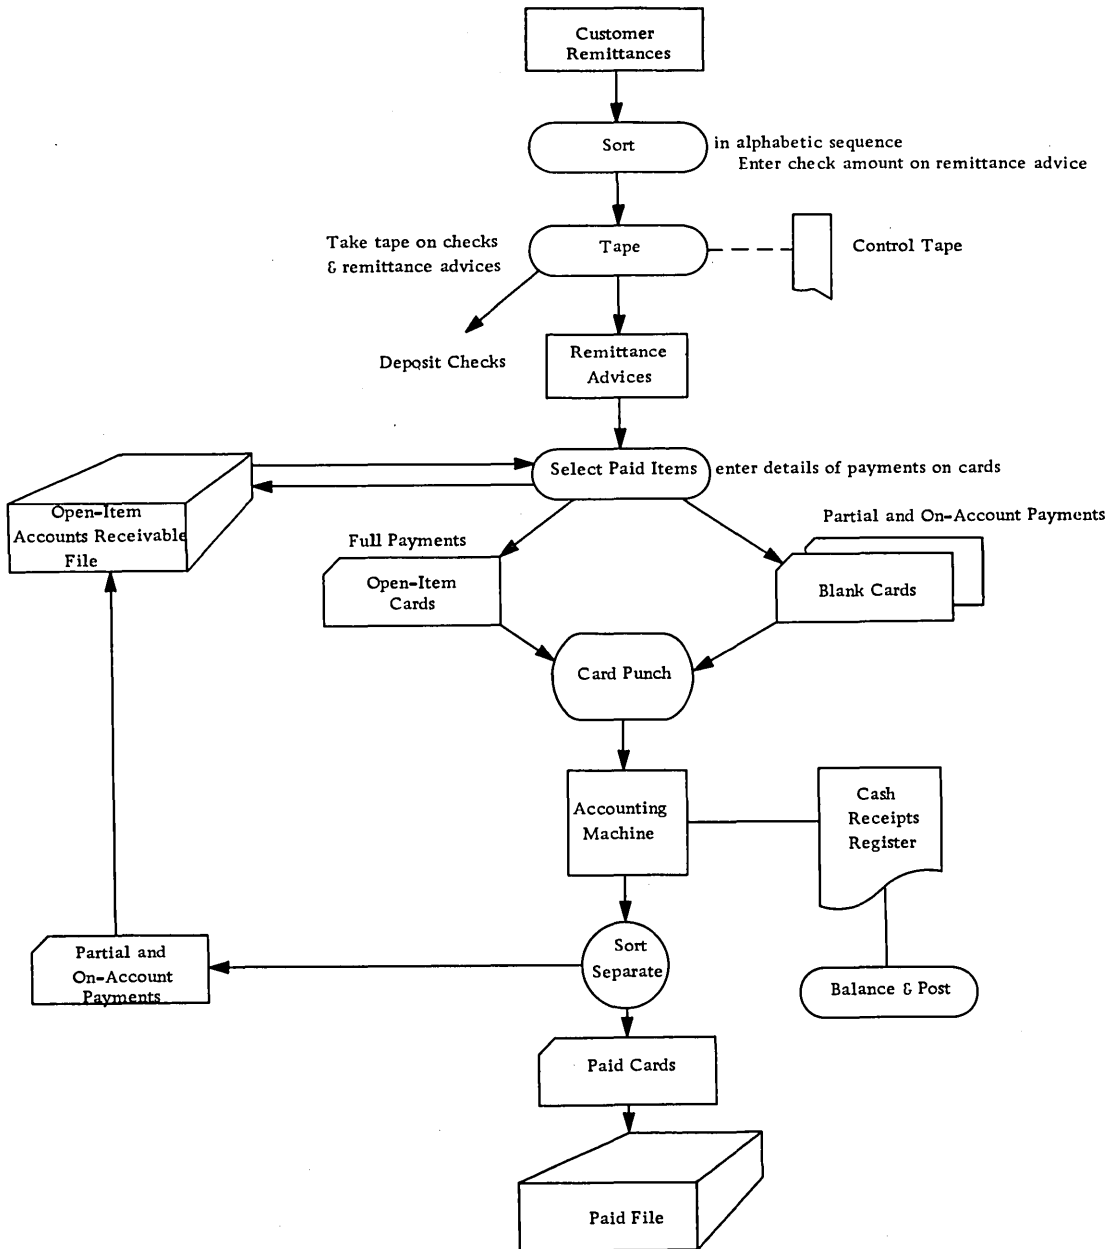 Customer
Remittances
Sort
in alphabetic sequence
Enter check amount on remittance advice
Take tape on checks
& remittance advices
Tape
Control Tape
Deposit Checks
Remittance
Advices
Select Paid Items
enter details of payments on cards
Open-Item
Accounts Receivable
File
Full Payments
Open-Item
Cards
Partial and On-Account Payments
Blank Cards
Card Punch
Accounting
Machine
Cash
Receipts
Register
Sort
Separate
Partial and
On-Account
Payments
Balance & Post
Paid Cards
Paid File